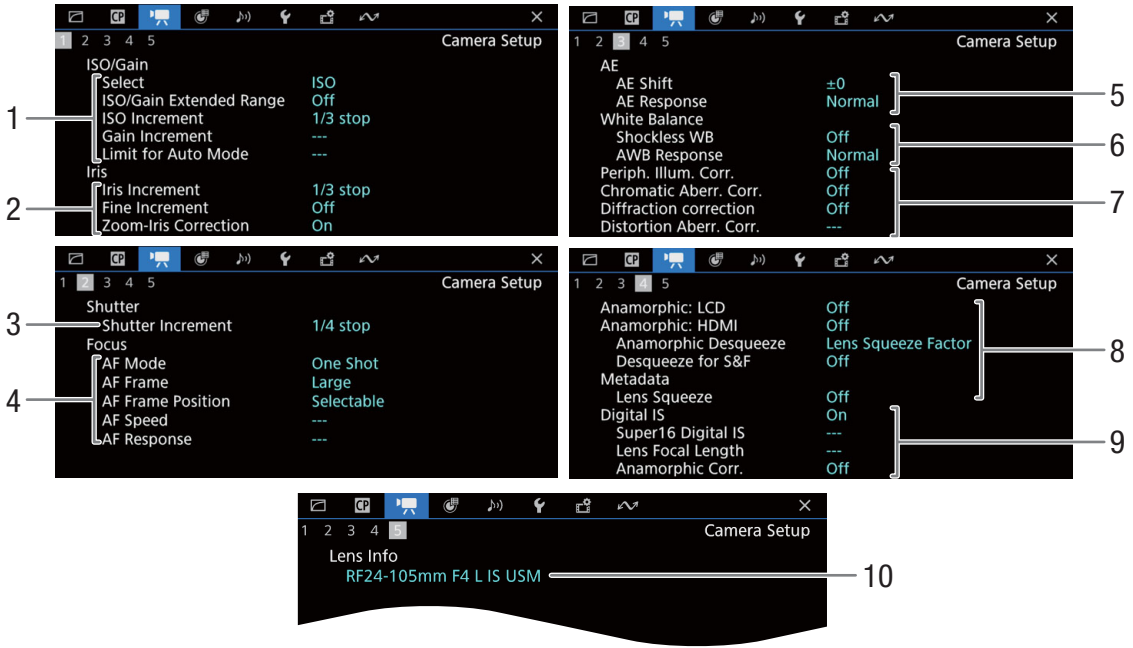 CP
1 2 3 4 5 Camera Setup
ISO/Gain
1
Select ISO
ISO/Gain Extended Range Off
ISO Increment 1/3 stop
Gain Increment ---
Limit for Auto Mode ---
Iris
2
Iris Increment 1/3 stop
Fine Increment Off
Zoom-Iris Correction On
CP
1 2 3 4 5 Camera Setup
AE
AE Shift ±0
AE Response Normal
5
White Balance
Shockless WB Off
AWB Response Normal
6
Periph. Illum. Corr. Off
Chromatic Aberr. Corr. Off
Diffraction correction Off
Distortion Aberr. Corr. ---
7
CP
1 2 3 4 5 Camera Setup
Shutter
3
Shutter Increment 1/4 stop
Focus
4
AF Mode One Shot
AF Frame Large
AF Frame Position Selectable
AF Speed ---
AF Response ---
CP
1 2 3 4 5 Camera Setup
Anamorphic: LCD Off
Anamorphic: HDMI Off
Anamorphic Desqueeze Lens Squeeze Factor
Desqueeze for S&F Off
Metadata
Lens Squeeze Off
8
Digital IS On
Super16 Digital IS ---
Lens Focal Length ---
Anamorphic Corr. Off
9
CP
1 2 3 4 5 Camera Setup
Lens Info
RF24-105mm F4 L IS USM
10